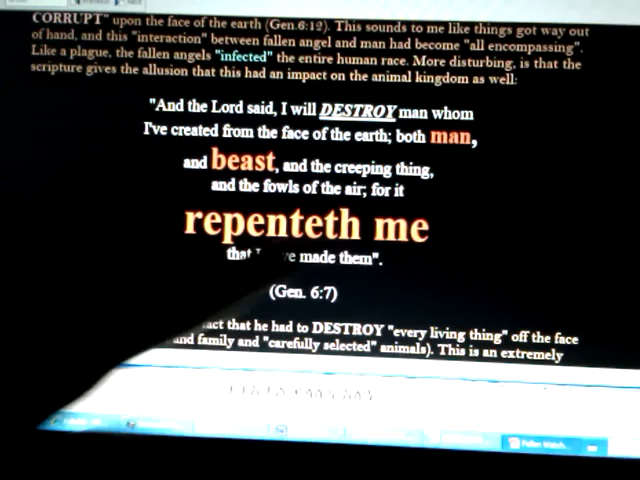 CORRUPT" upon the face of the earth (Gen.6:12). This sounds to me like things got way out
of hand, and this "interaction" between fallen angel and man had become "all encompassing".
Like a plague, the fallen angels "infected" the entire human race. More disturbing, is that the
scripture gives the allusion that this had an impact on the animal kingdom as well:
"And the Lord said, I will DESTROY man whom
I've created from the face of the earth; both man,
and beast, and the creeping thing,
and the fowls of the air; for it
repenteth me
that made them".
(Gen. 6:7)
that he had to DESTROY "every living thing" off the face
and family and "carefully selected" animals). This is an extremely
Fallen Watch...